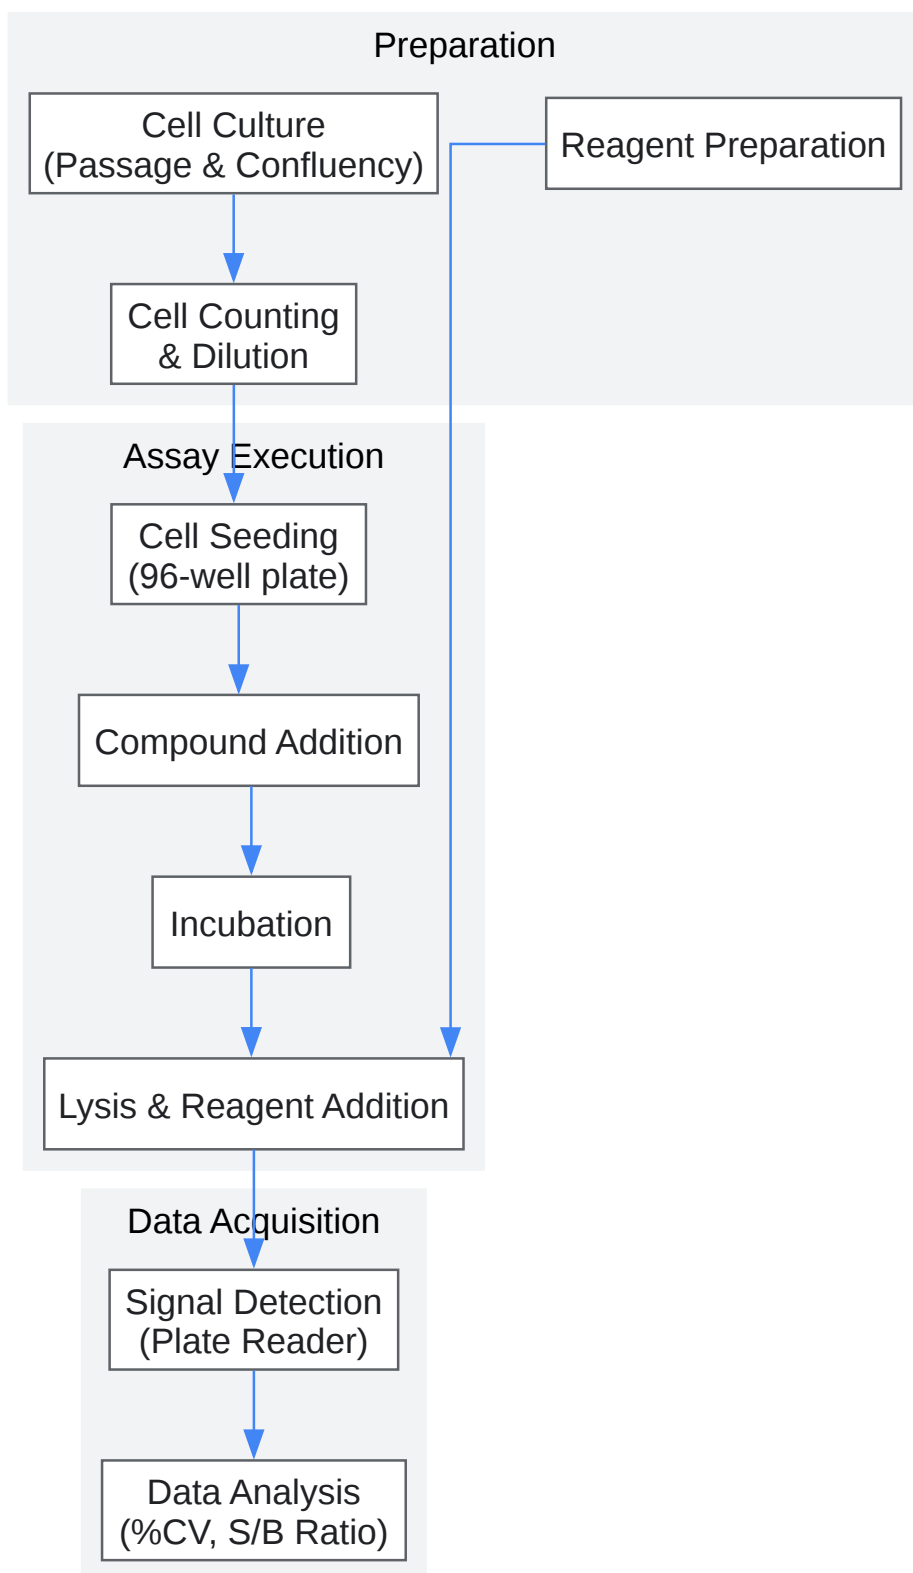 Preparation
Cell Culture
(Passage & Confluency)
Reagent Preparation
Cell Counting
& Dilution
Assay Execution
Cell Seeding
(96-well plate)
Compound Addition
Incubation
Lysis & Reagent Addition
Data Acquisition
Signal Detection
(Plate Reader)
Data Analysis
(%CV, S/B Ratio)